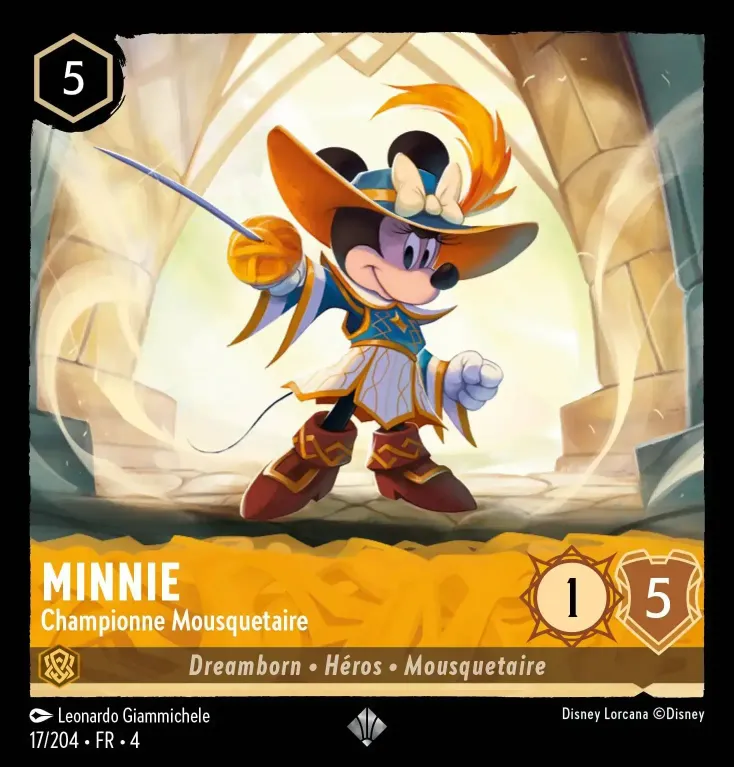 5
MINNIE
Championne Mousquetaire
1
5
Dreamborn • Héros • Mousquetaire
Leonardo Giammichele
Disney Lorcana ©Disney
17/204 • FR • 4